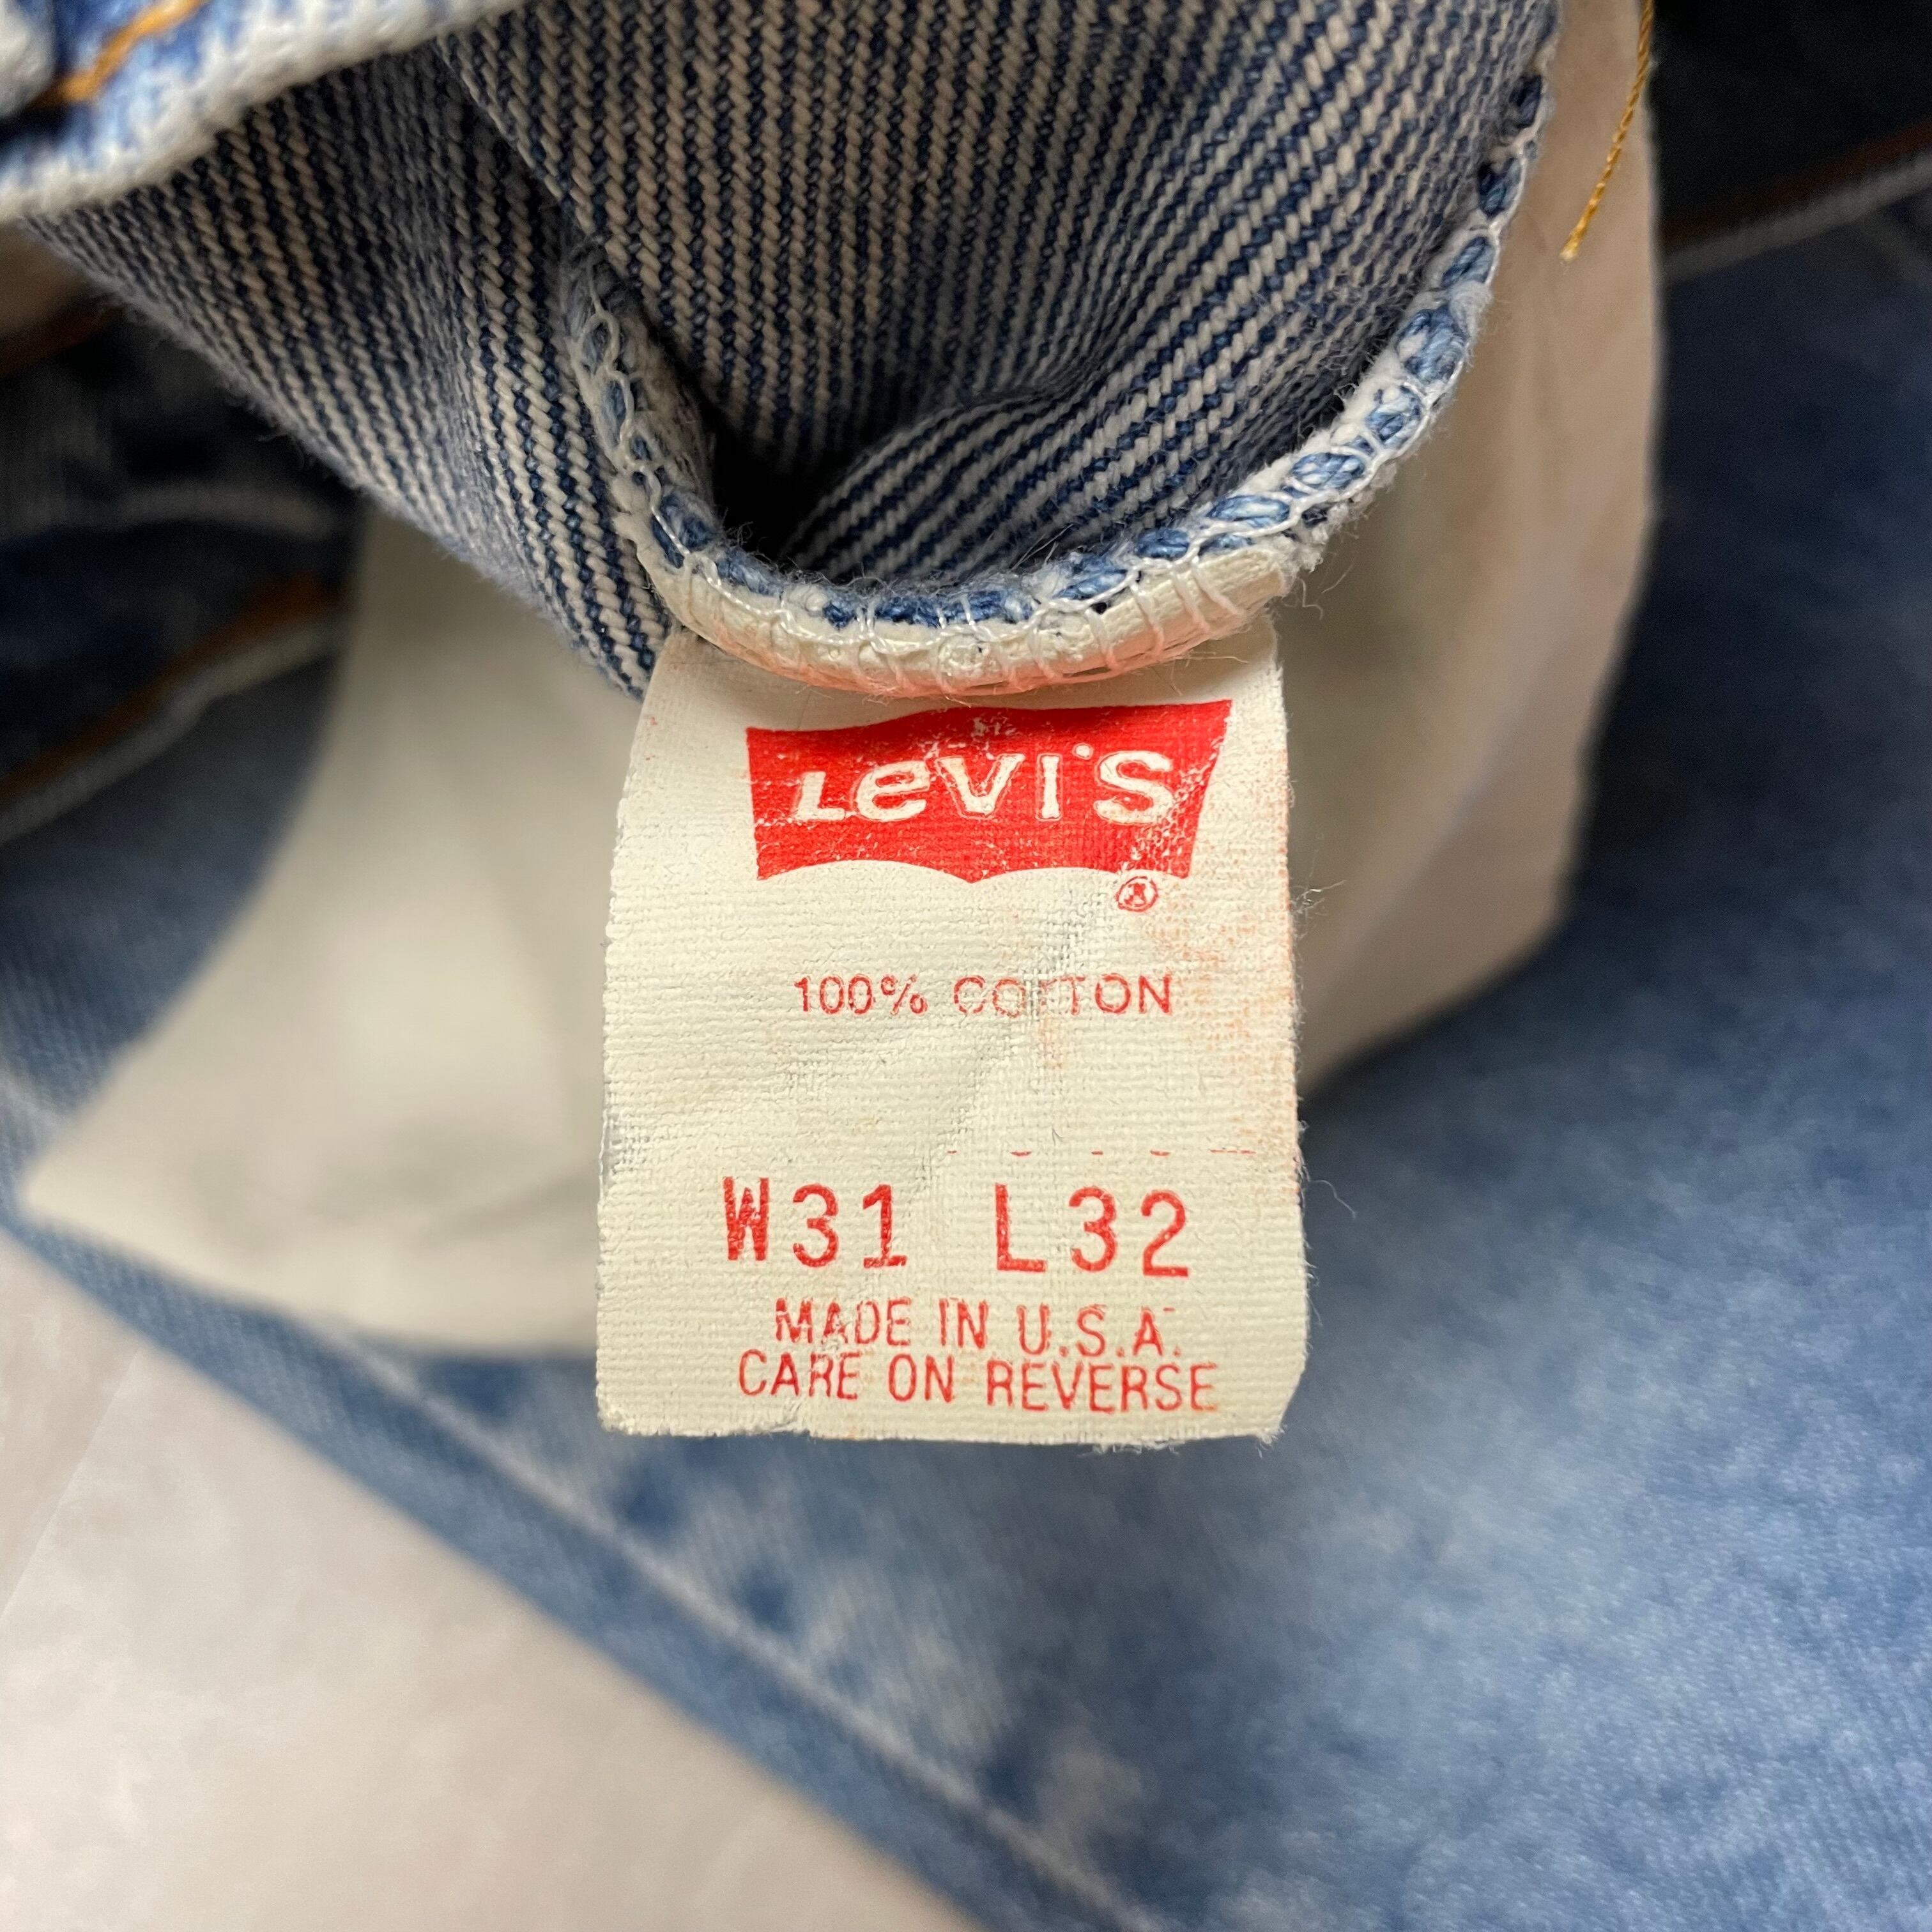 Levi's
®
100% COTTON
W31 L32
MADE IN U.S.A.
CARE ON REVERSE